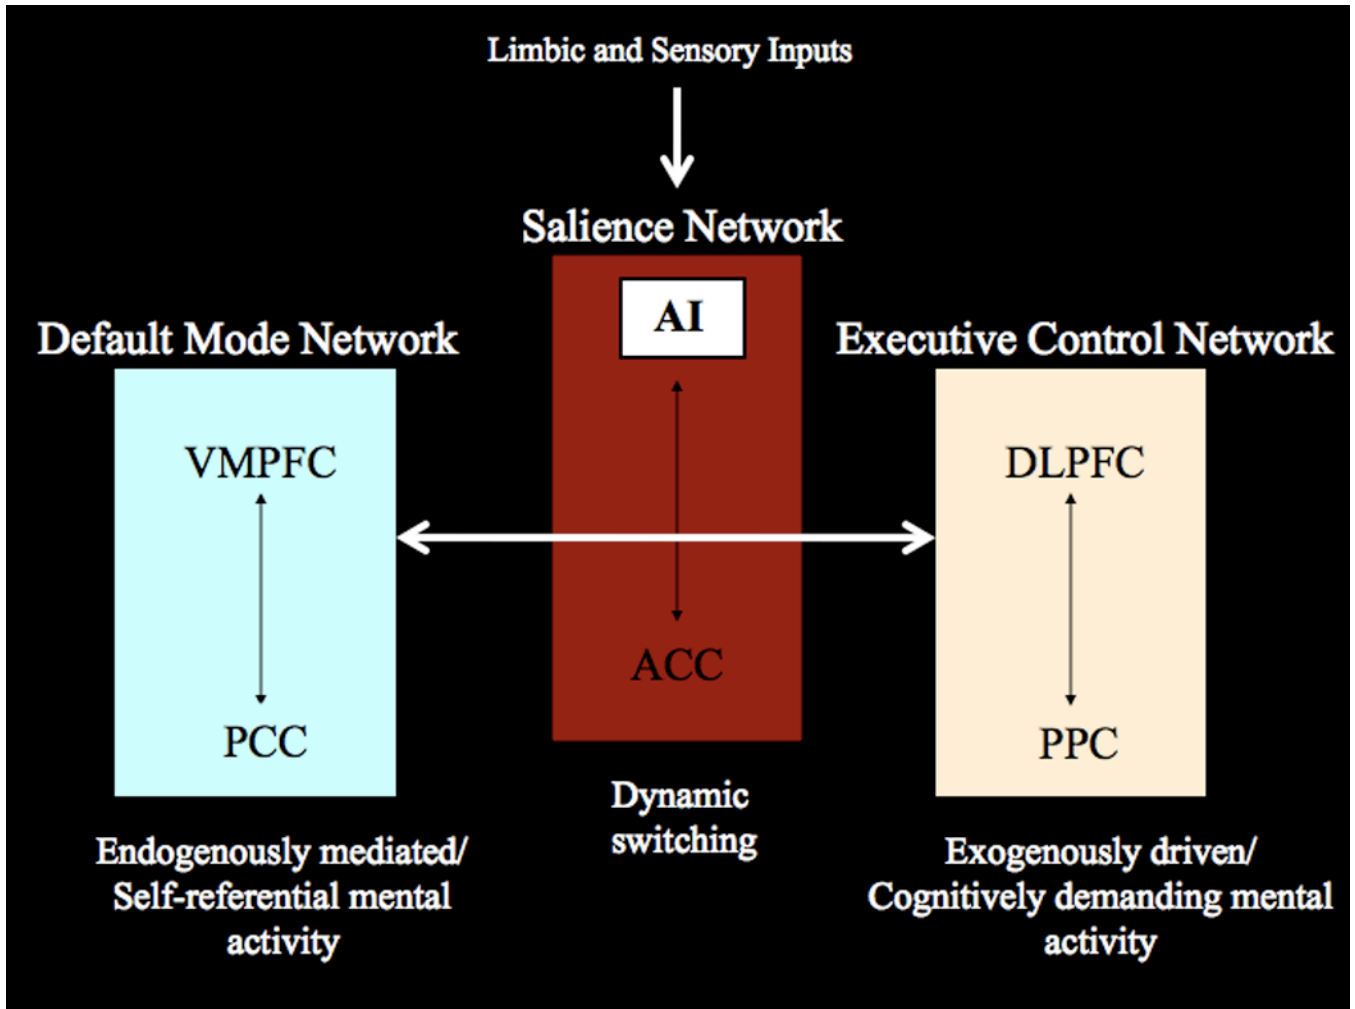 Limbic and Sensory Inputs
Salience Network
AI
ACC
Dynamic
switching
Default Mode Network
VMPFC
PCC
Endogenously mediated/
Self-referential mental
activity
Executive Control Network
DLPFC
PPC
Exogenously driven/
Cognitively demanding mental
activity